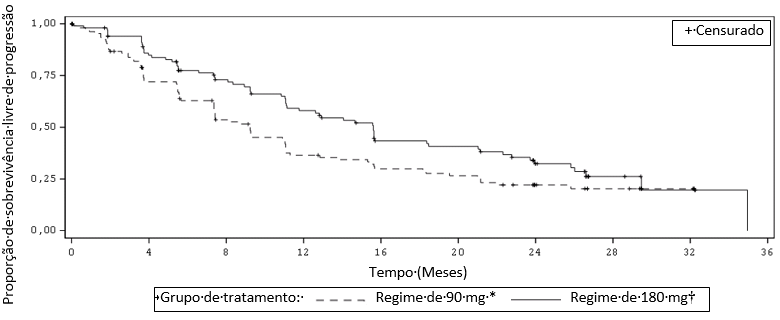 Proporção·de·sobrevivência·livre·de·progressão
+·Censurado
1,00
0,75
0,50
0,25
0,00
0 4 8 12 16 20 24 28 32 36
Tempo·(Meses)
Grupo·de·tratamento:· Regime·de·90·mg·* Regime·de·180·mg†